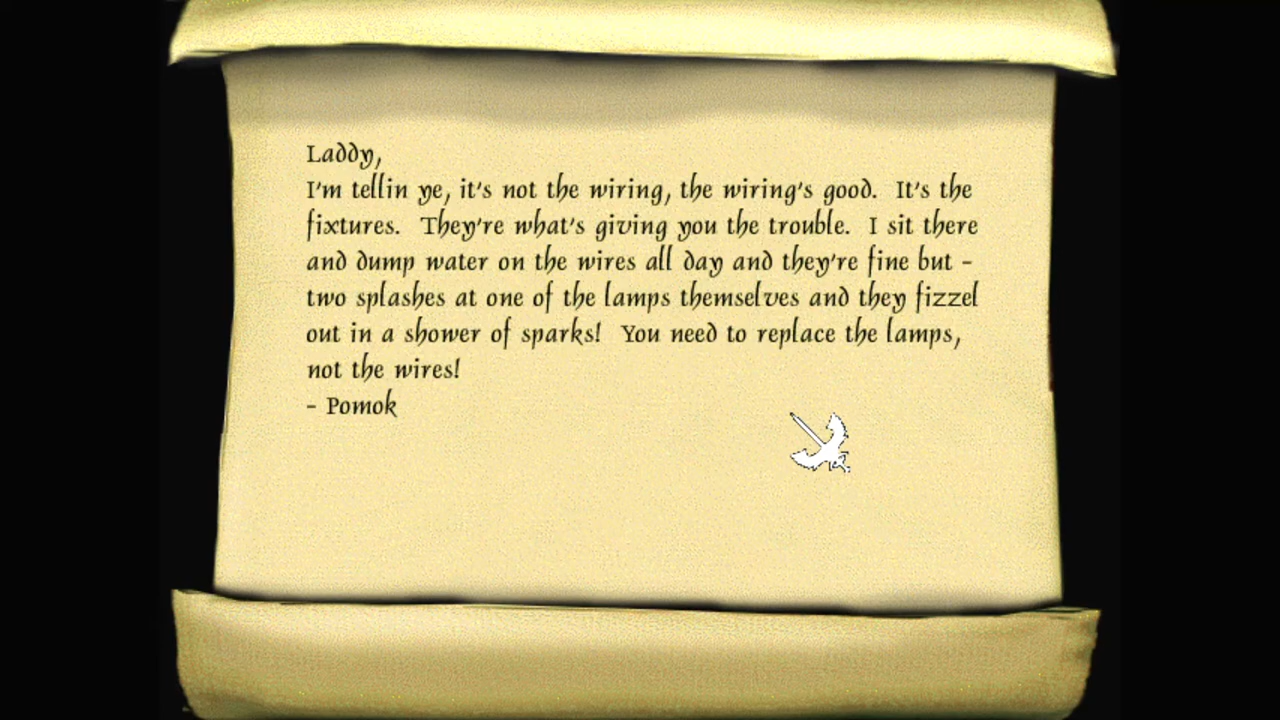 Laddy,
I'm tellin ye, it's not the wiring, the wiring's good.  It's the
fixtures.  They're what's giving you the trouble.  I sit there
and dump water on the wires all day and they're fine but -
two splashes at one of the lamps themselves and they fizzel
out in a shower of sparks!  You need to replace the lamps,
not the wires!
- Pomok